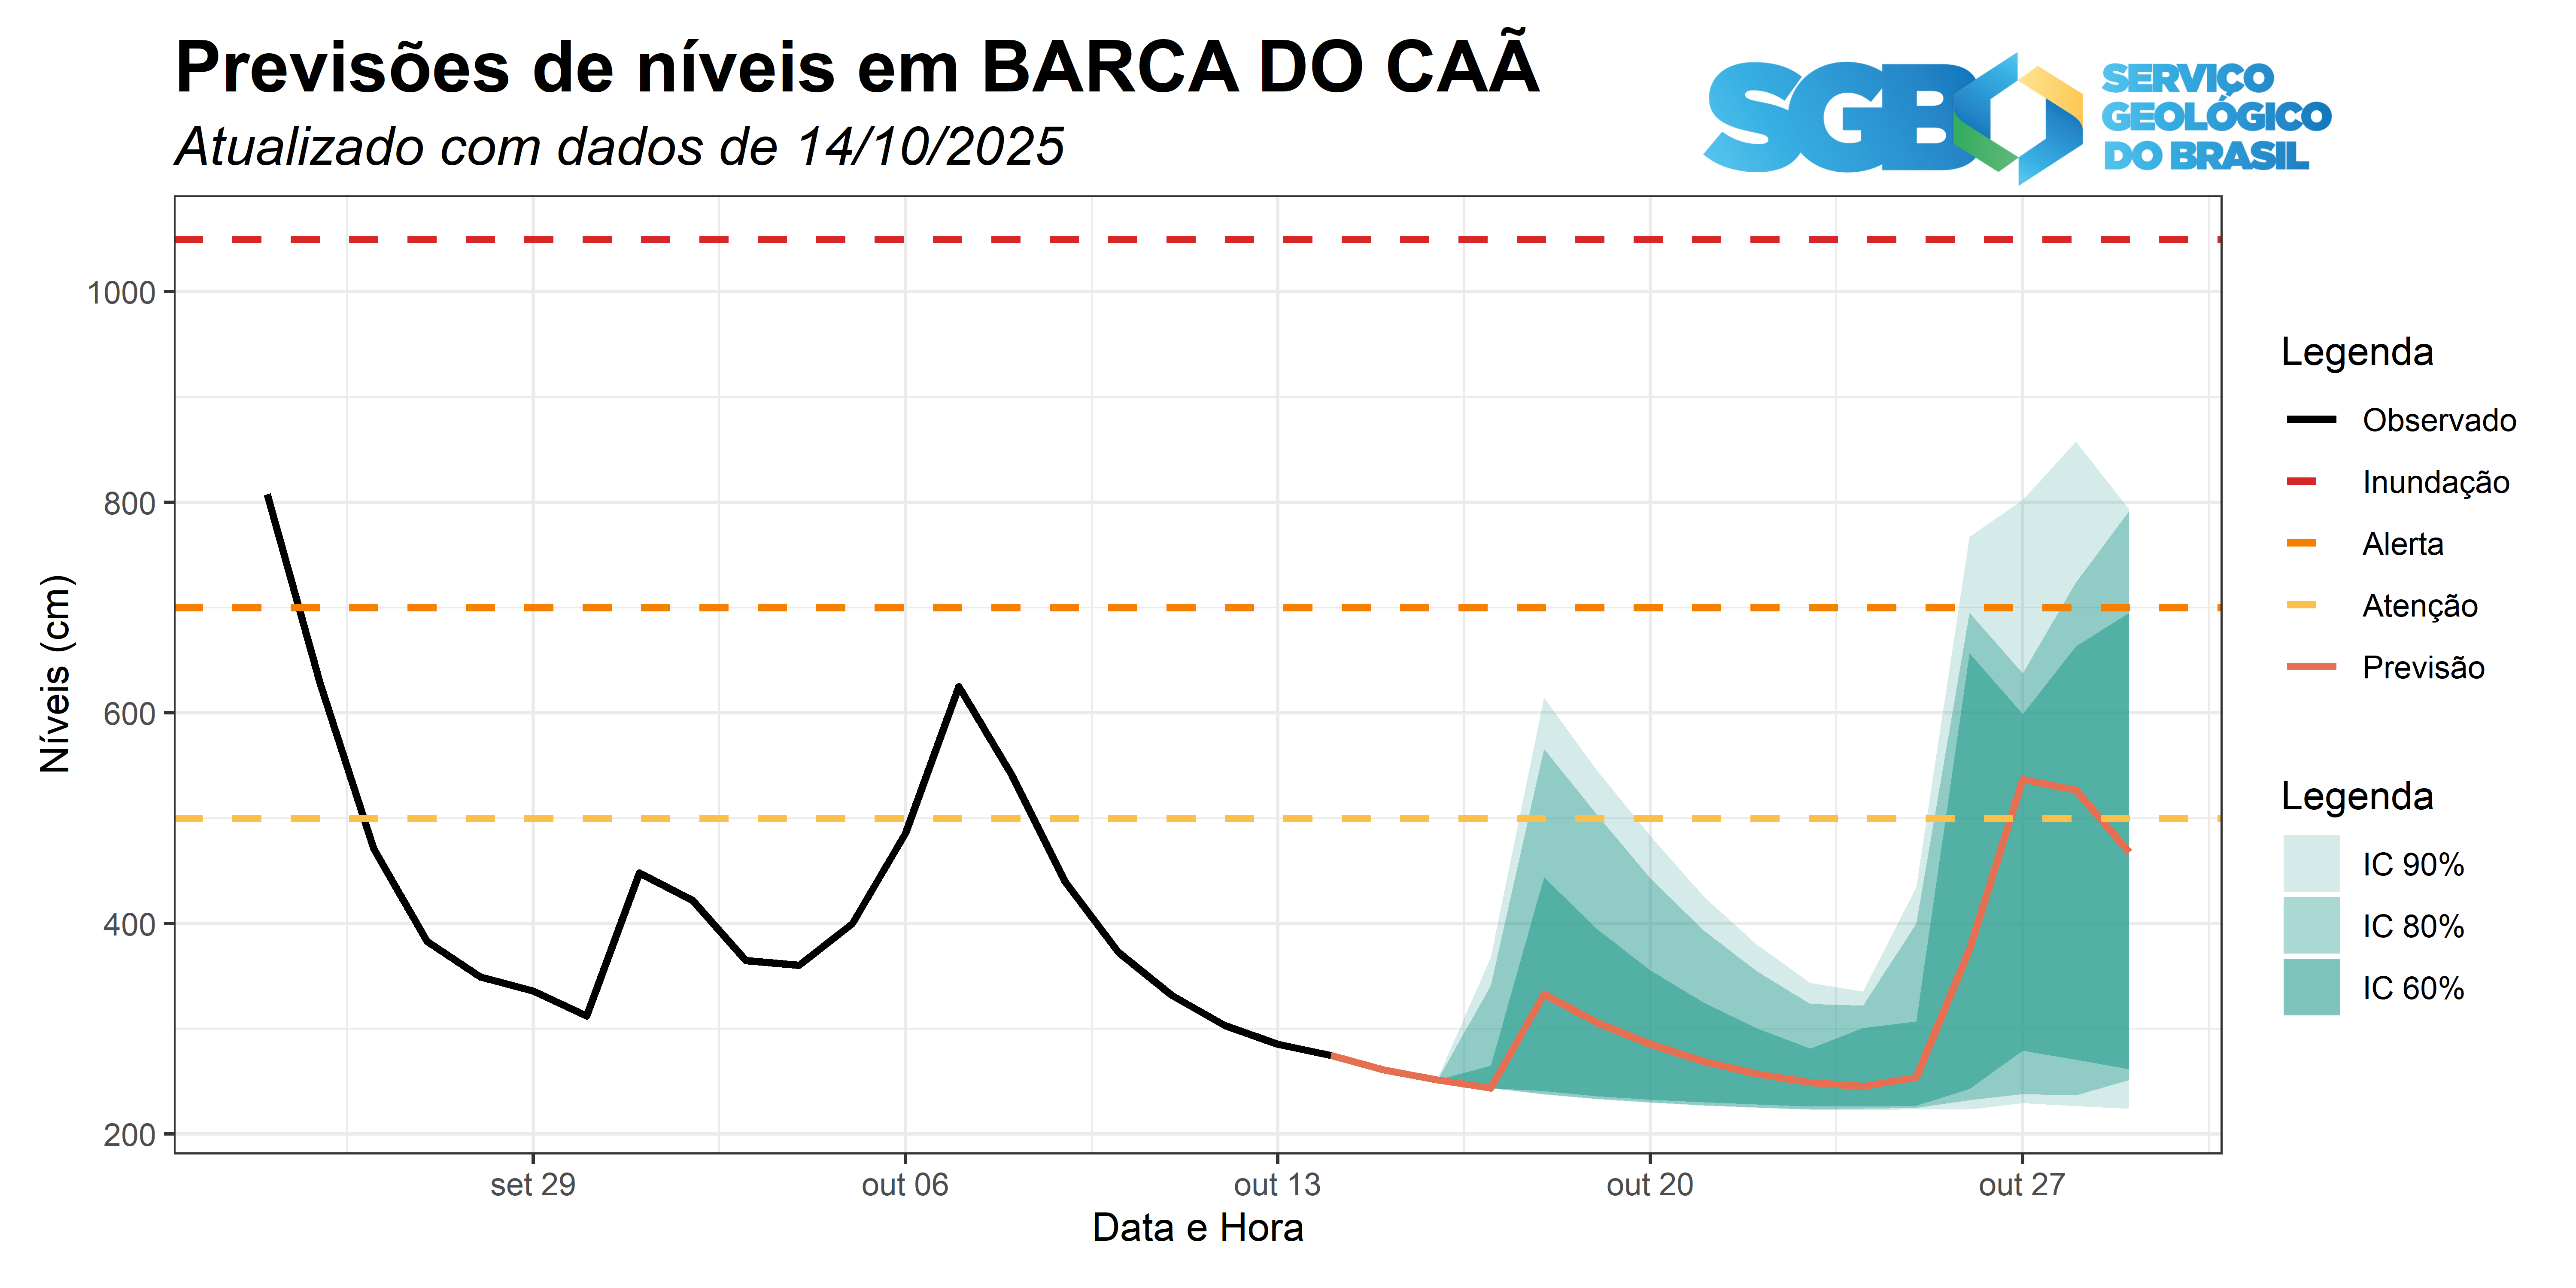 Previsões de níveis em BARCA DO CAÃ
Atualizado com dados de 14/10/2025
SGB
SERVIÇO
GEOLÓGICO
DO BRASIL
Níveis (cm)
1000
800
600
400
200
set 29
out 06
out 13
out 20
out 27
Data e Hora
Legenda
Observado
Inundação
Alerta
Atenção
Previsão
Legenda
IC 90%
IC 80%
IC 60%